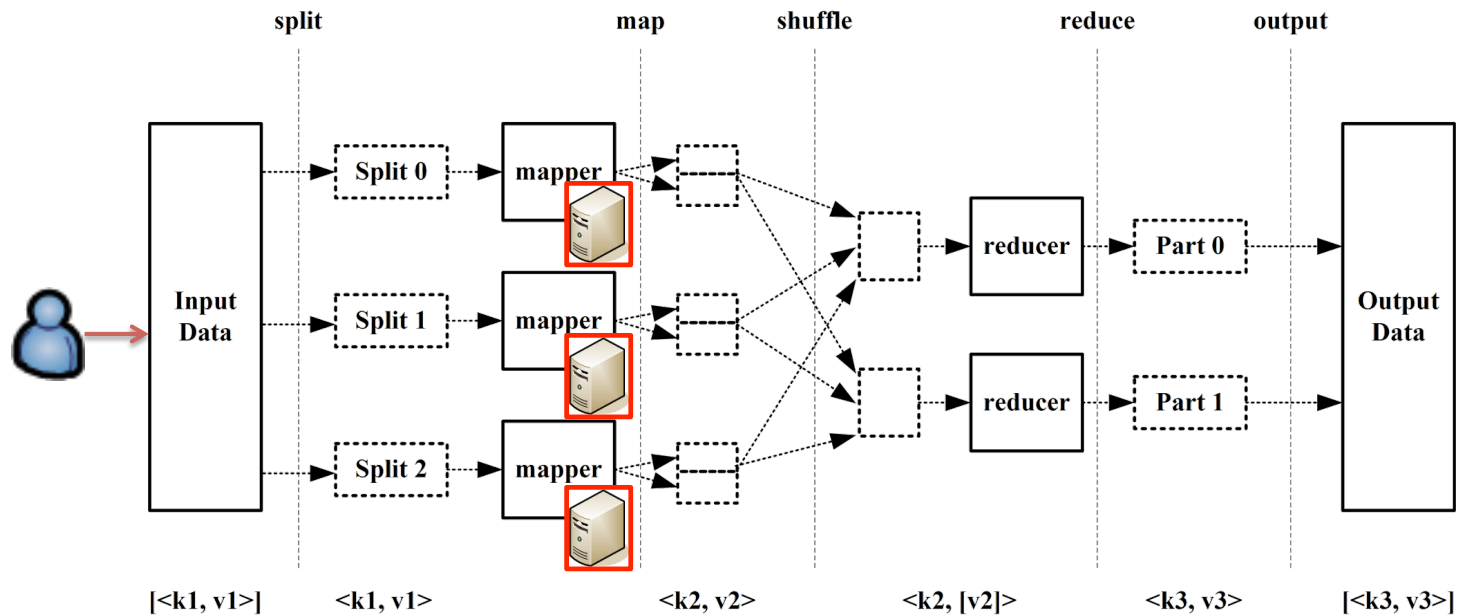 split map shuffle reduce output
Split 0 mapper
reducer Part 0
Input
Data
Split 1 mapper
Output
Data
reducer Part 1
Split 2 mapper
[<k1, v1>] <k1, v1> <k2, v2> <k2, [v2]> <k3, v3> [<k3, v3>]